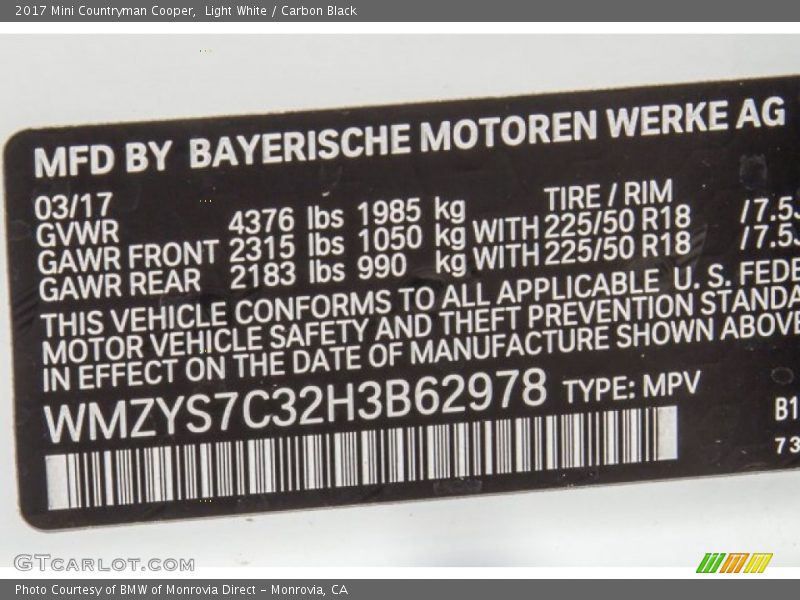 2017 Mini Countryman Cooper, Light White / Carbon Black
MFD BY BAYERISCHE MOTOREN WERKE AG
03/17 TIRE / RIM
GVWR 4376 lbs 1985 kg
GAWR FRONT 2315 lbs 1050 kg WITH 225/50 R18 /7.5J
GAWR REAR 2183 lbs 990 kg WITH 225/50 R18 /7.5J
THIS VEHICLE CONFORMS TO ALL APPLICABLE U. S. FEDE
MOTOR VEHICLE SAFETY AND THEFT PREVENTION STANDA
IN EFFECT ON THE DATE OF MANUFACTURE SHOWN ABOVE
WMZYS7C32H3B62978 TYPE: MPV
B1
73
GTCARLOT.COM
Photo Courtesy of BMW of Monrovia Direct - Monrovia, CA